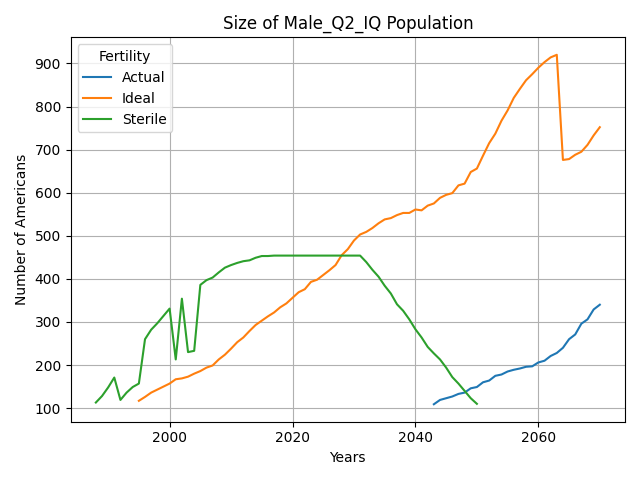 Size of Male_Q2_IQ Population
Fertility
Actual
Ideal
Sterile
Number of Americans
900
800
700
600
500
400
300
200
100
2000
2020
2040
2060
Years